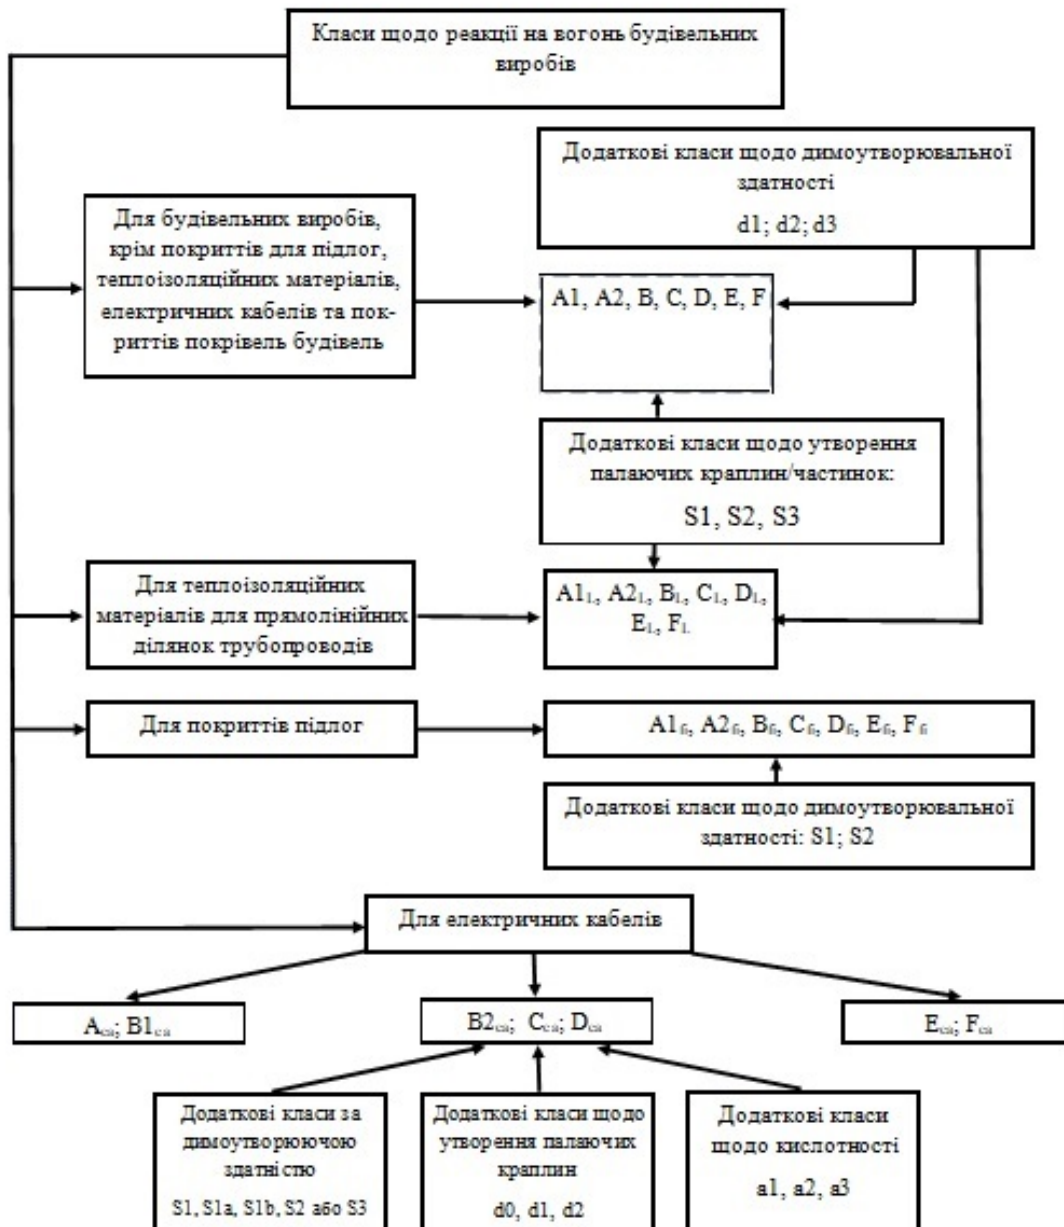 Класи щодо реакції на вогонь будівельних
виробів
Додаткові класи щодо димоутворювальної
здатності
d1; d2; d3
Для будівельних виробів,
крім покриттів для підлог,
теплоізоляційних матеріалів,
електричних кабелів та пок-
риттів покрівель будівель
A1, A2, B, C, D, E, F
Додаткові класи щодо утворення
палаючих краплин/частинок:
S1, S2, S3
Для теплоізоляційних
матеріалів для прямолінійних
ділянок трубопроводів
A1L, A2L, BL, CL, DL,
EL, FL
Для покриттів підлог
A1fl, A2fl, Bfl, Cfl, Dfl, Efl, Ffl
Додаткові класи щодо димоутворювальної
здатності: S1; S2
Для електричних кабелів
Aca; B1ca
B2ca; Cca; Dca
Eca; Fca
Додаткові класи за
димоутворюючою
здатністю
S1, S1a, S1b, S2 або S3
Додаткові класи щодо
утворення палаючих
краплин
d0, d1, d2
Додаткові класи
щодо кислотності
a1, a2, a3